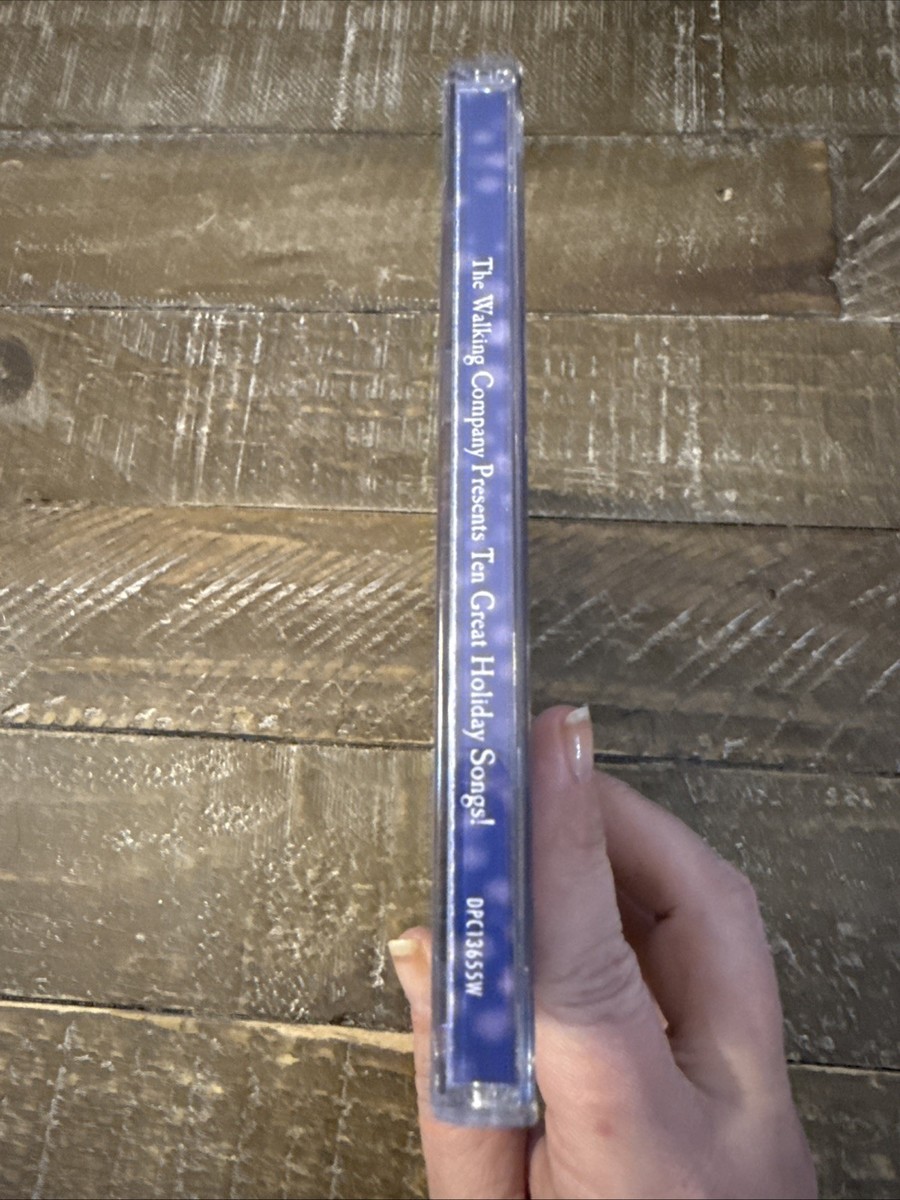 The Walking Company Presents Ten Great Holiday Songs! DPC13655W